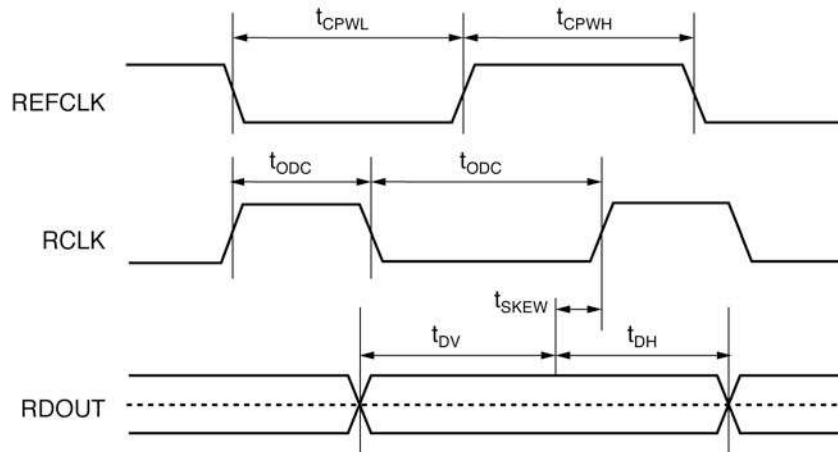 tCPWL tCPWH
REFCLK
tODC tODC
RCLK
tSKEW
tDV tDH
RDOUT